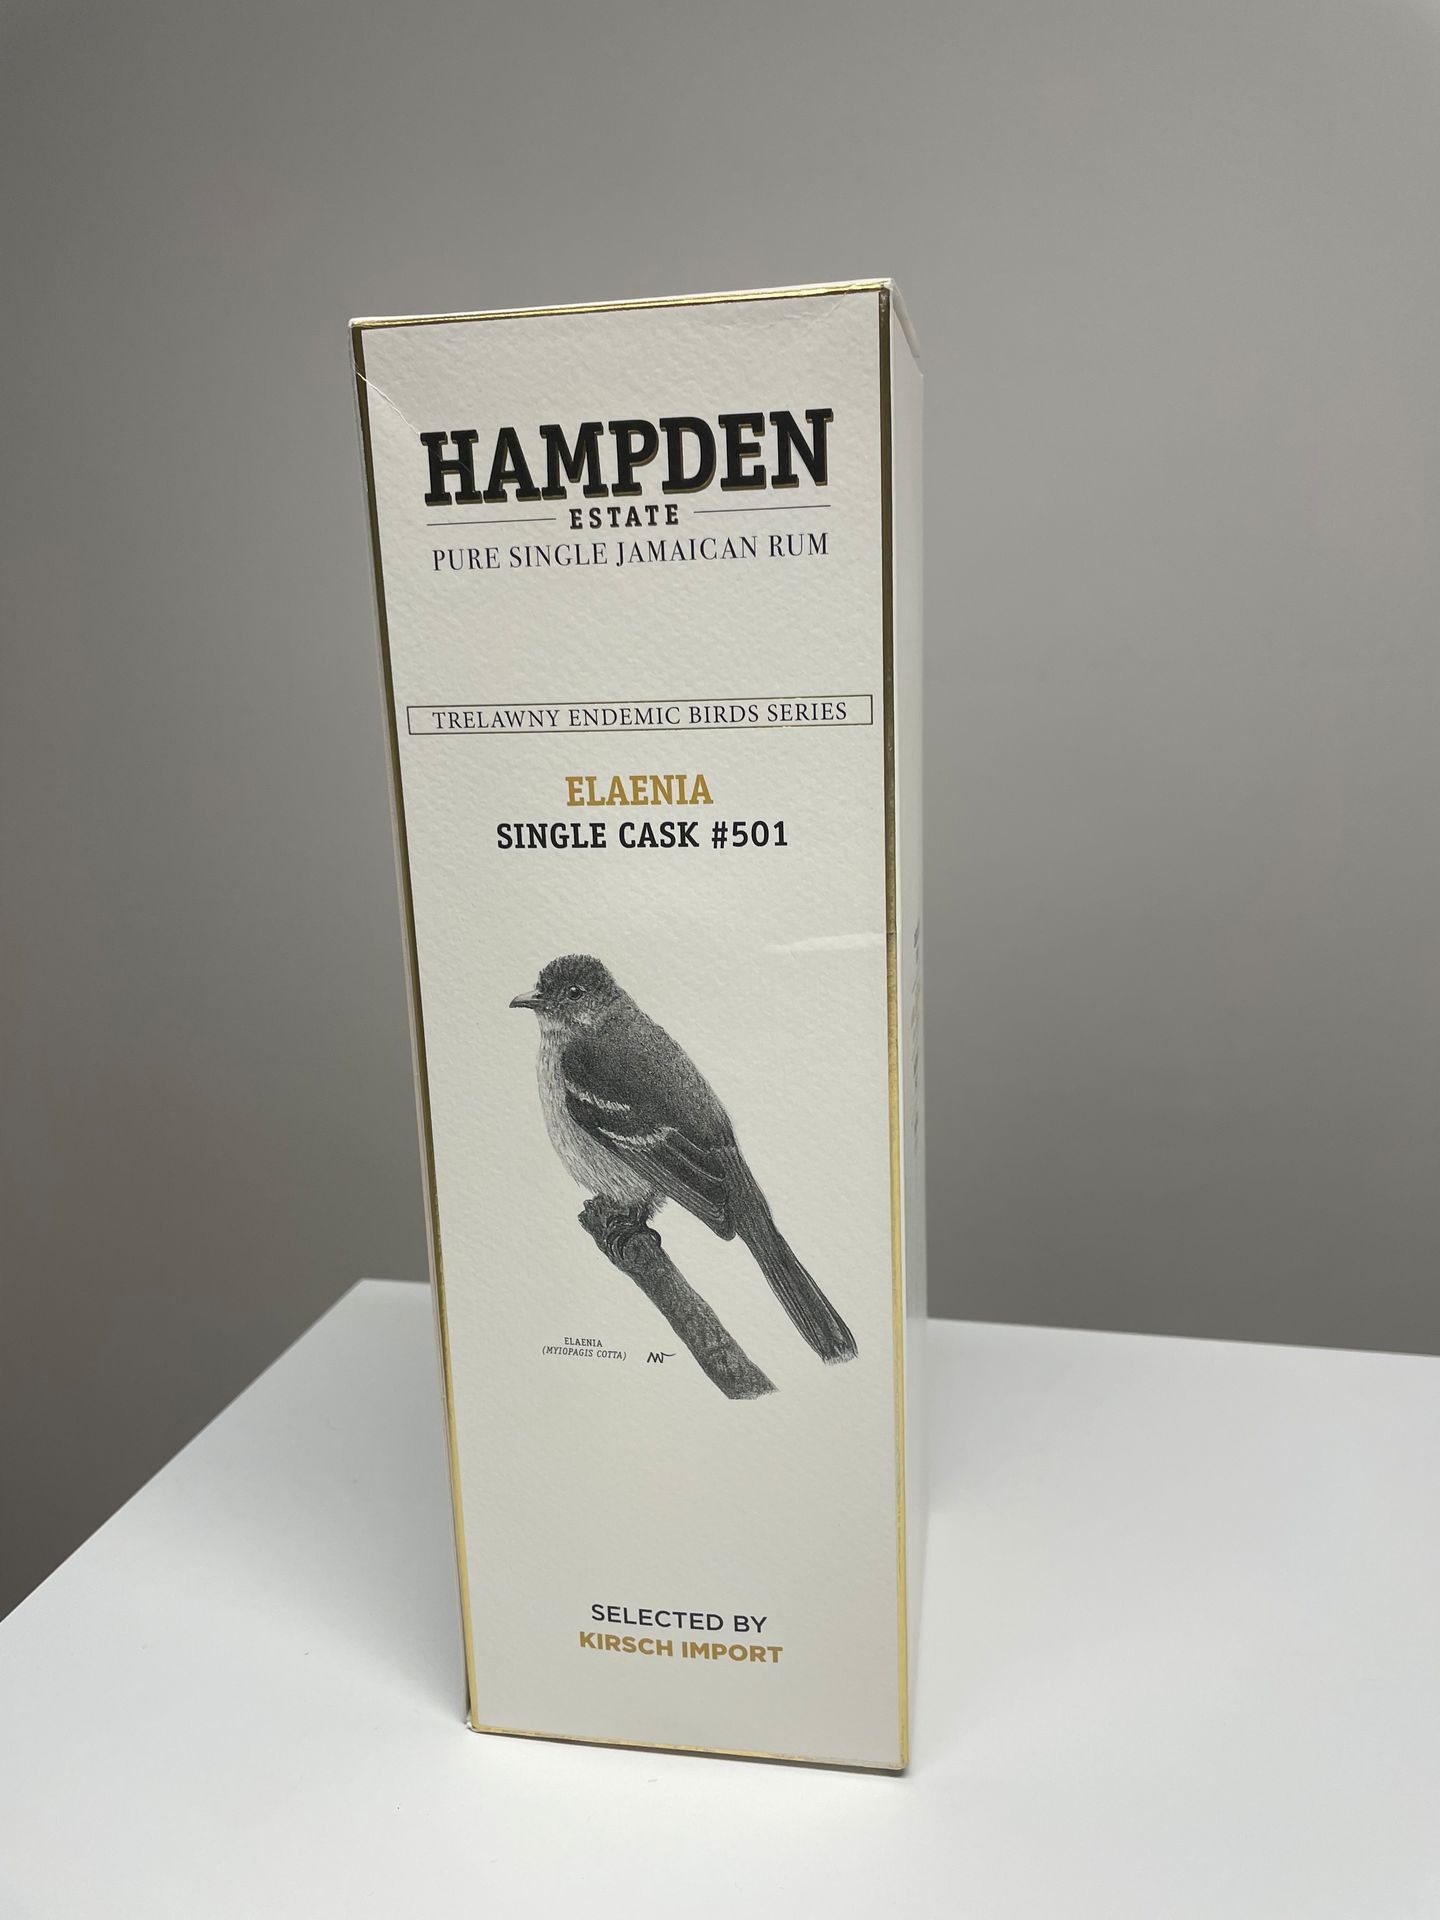 HAMPDEN
ESTATE
PURE SINGLE JAMAICAN RUM
TRELAWNY ENDEMIC BIRDS SERIES
ELAENIA
SINGLE CASK #501
ELAENIA
(MYIOPAGIS COTTA)
SELECTED BY
KIRSCH IMPORT